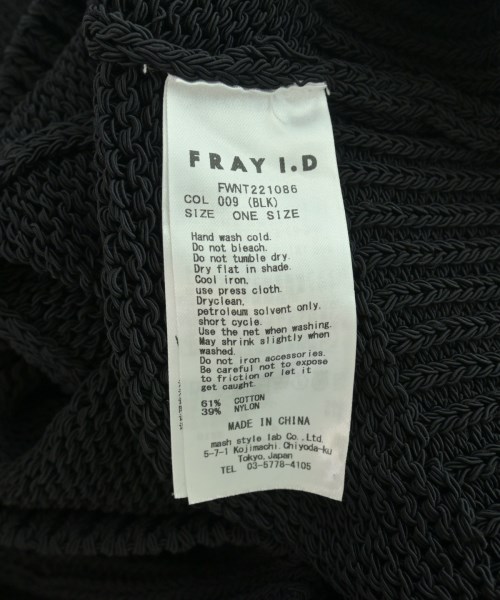 FRAY I.D
FWNT221086
COL 009 (BLK)
SIZE ONE SIZE
Hand wash cold.
Do not bleach.
Do not tumble dry.
Dry flat in shade.
Cool iron,
use press cloth.
Dryclean,
petroleum solvent only,
short cycle.
Use the net when washing.
May shrink slightly when
washed.
Do not iron accessories.
Be careful not to expose
to friction or let it
get caught.
61% COTTON
39% NYLON
MADE IN CHINA
mash style lab Co.,Ltd.
5-7-1 Kojimachi,Chiyoda-ku
Tokyo,Japan
TEL 03-5778-4105